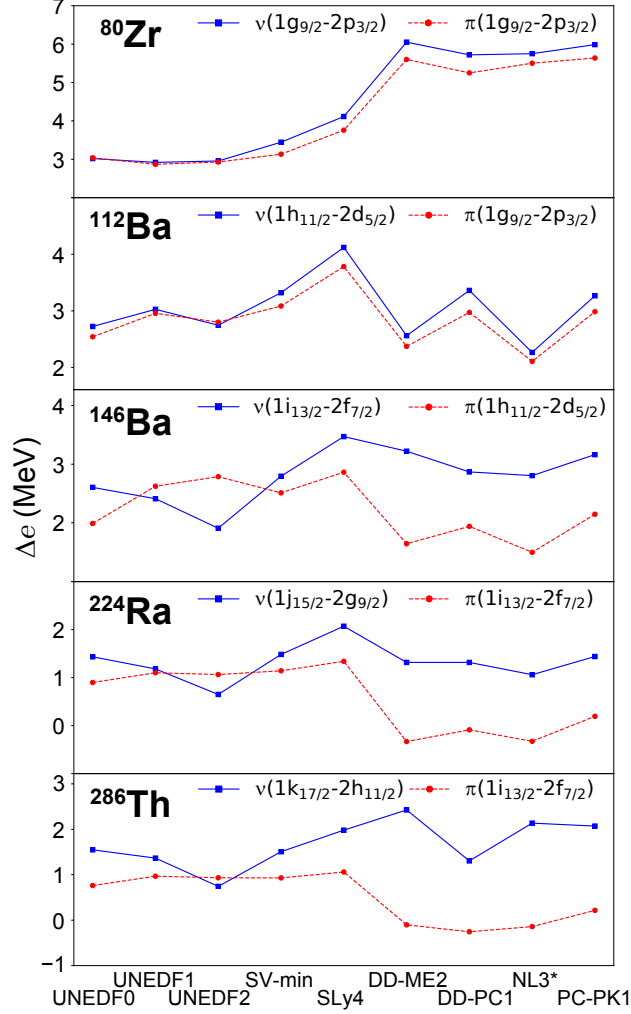 ⁸⁰Zr ν(1g₉/₂-2p₃/₂) π(1g₉/₂-2p₃/₂)
7
6
5
4
3
¹¹²Ba ν(1h₁₁/₂-2d₅/₂) π(1g₉/₂-2p₃/₂)
4
3
2
¹⁴⁶Ba ν(1i₁₃/₂-2f₇/₂) π(1h₁₁/₂-2d₅/₂)
4
3
2
Δe (MeV)
²²⁴Ra ν(1j₁₅/₂-2g₉/₂) π(1i₁₃/₂-2f₇/₂)
2
1
0
²⁸⁶Th ν(1k₁₇/₂-2h₁₁/₂) π(1i₁₃/₂-2f₇/₂)
3
2
1
0
−1
UNEDF1 SV-min DD-ME2 NL3*
UNEDF0 UNEDF2 SLy4 DD-PC1 PC-PK1